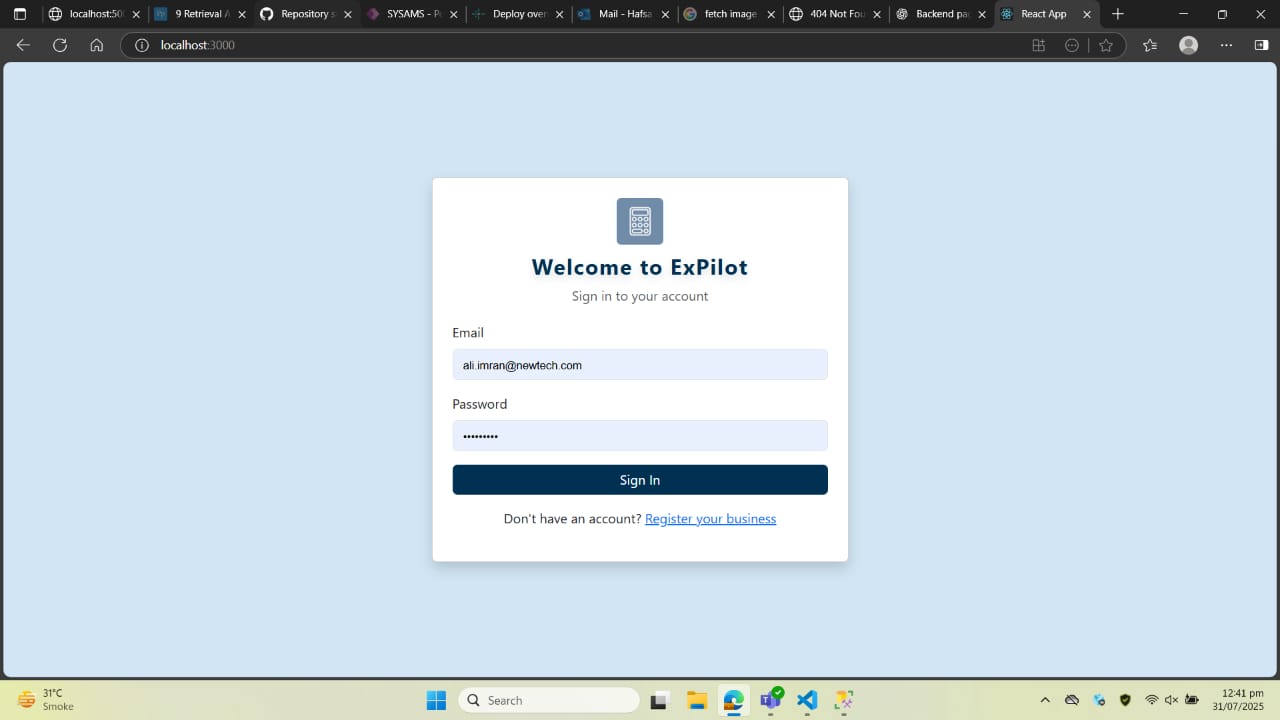 localhost:50
9 Retrieval A
Repository s
SYSAMS - P
Deploy over
Mail - Hafsa
fetch image
404 Not Fou
Backend pag
React App
localhost:3000
Welcome to ExPilot
Sign in to your account
Email
ali.imran@newtech.com
Password
•••••••••
Sign In
Don't have an account? Register your business
31°C
Smoke
Search
12:41 pm
31/07/2025